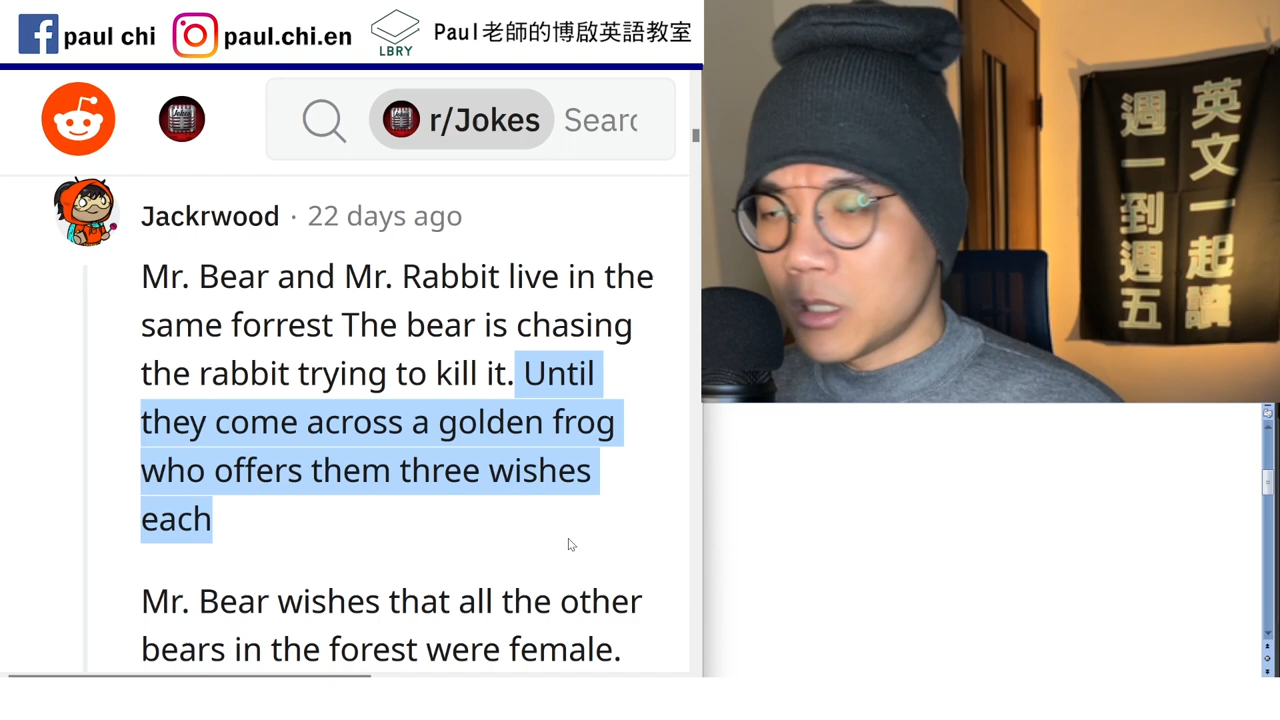 paul chi
paul.chi.en
LBRY
Paul老師的博啟英語教室
r/Jokes
Searc
Jackrwood · 22 days ago
Mr. Bear and Mr. Rabbit live in the
same forrest The bear is chasing
the rabbit trying to kill it. Until
they come across a golden frog
who offers them three wishes
each
Mr. Bear wishes that all the other
bears in the forest were female.
英文一起讀
週一到週五